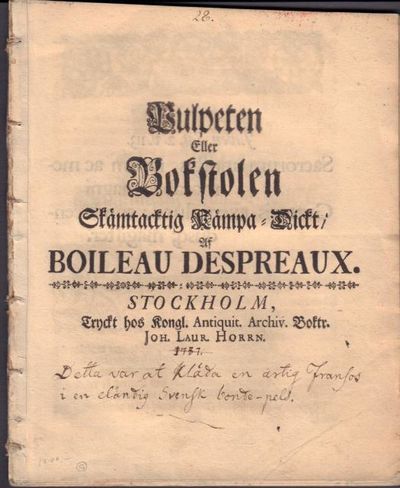 28.
Pulpeten
Eller
Bokstolen
Skämtacktig Kämpa-Dickt/
Af
BOILEAU DESPREAUX.
STOCKHOLM,
Tryckt hos Kongl. Antiquit. Archiv. Boktr.
JOH. LAUR. HORRN.
Detta var at kläda en artig Fransos
i en eländig Svensk bonde-pels.